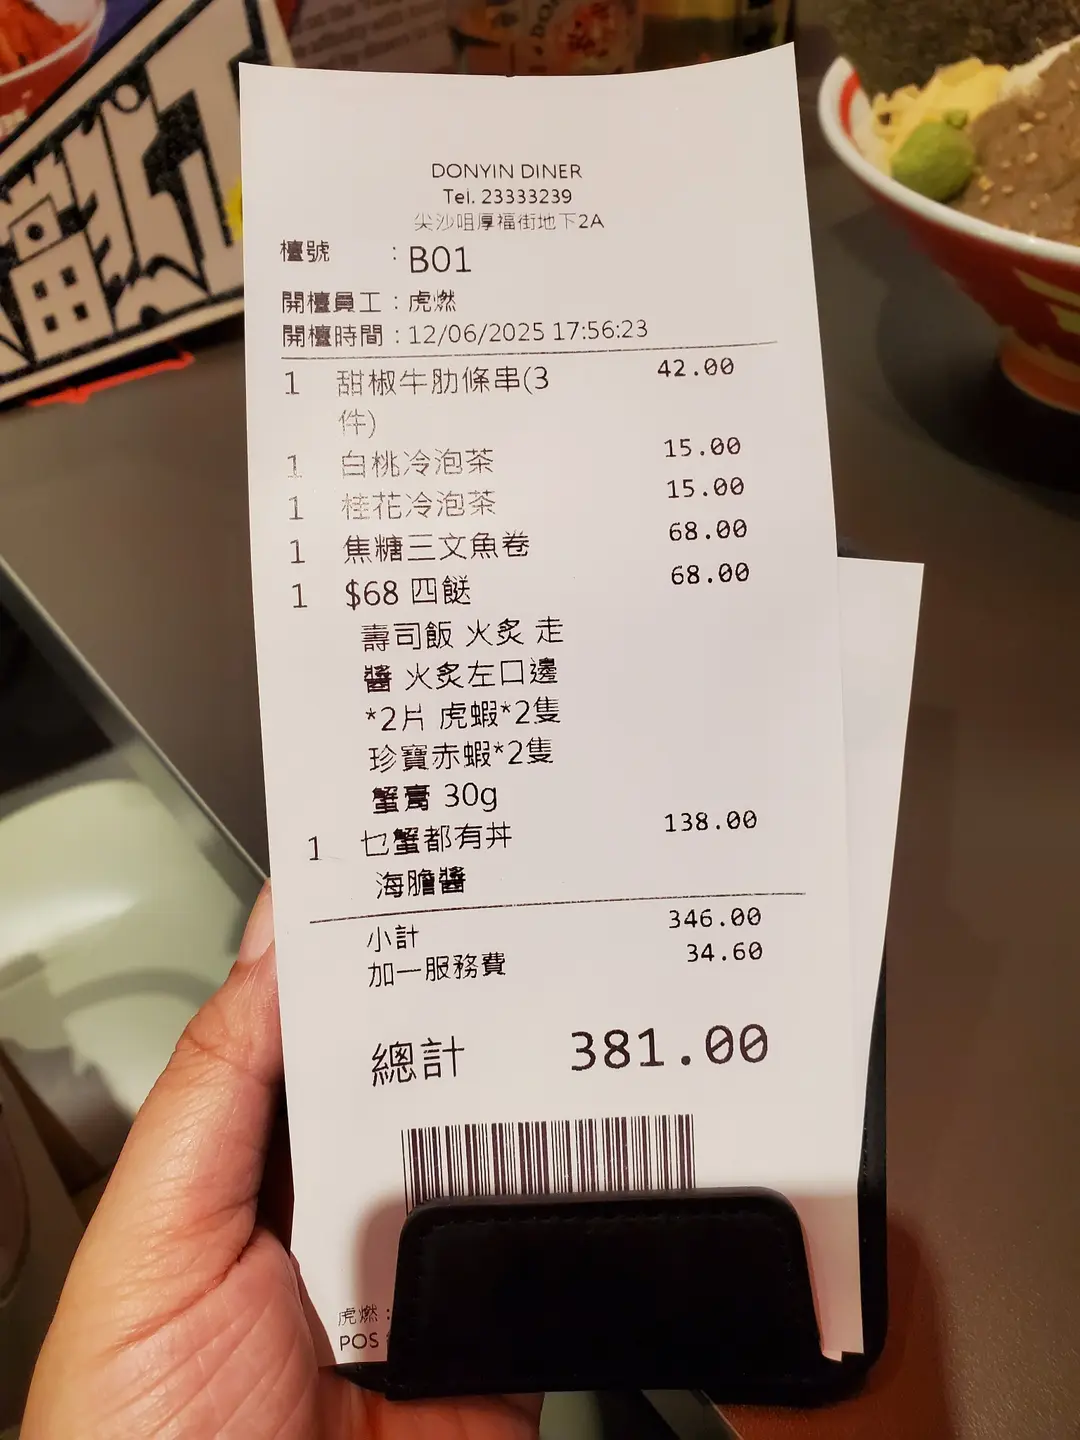 DONYIN DINER
Tel. 23333239
尖沙咀厚福街地下2A
檯號 : B01
開檯員工 : 虎燃
開檯時間 : 12/06/2025 17:56:23
1 甜椒牛肋條串(3 42.00
件)
1 白桃冷泡茶 15.00
1 桂花冷泡茶 15.00
1 焦糖三文魚卷 68.00
1 $68 四餸 68.00
壽司飯 火炙 走
醬 火炙左口邊
*2片 虎蝦*2隻
珍寶赤蝦*2隻
蟹膏 30g
1 乜蟹都有丼 138.00
海膽醬
小計 346.00
加一服務費 34.60
總計 381.00
虎燃 :
POS